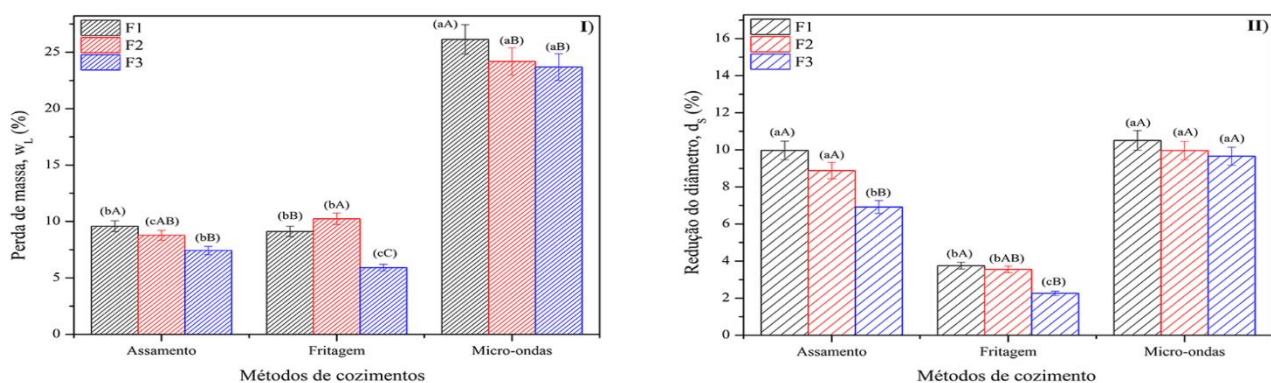 I)
F1
F2
F3
Perda de massa, wL (%)
25
20
15
10
5
0
(bA)
(cAB)
(bB)
(bB)
(bA)
(cC)
(aA)
(aB)
(aB)
Assamento Fritagem Micro-ondas
Métodos de cozimentos
II)
F1
F2
F3
Redução do diâmetro, dS (%)
16
14
12
10
8
6
4
2
0
(aA)
(aA)
(bB)
(bA)
(bAB)
(cB)
(aA)
(aA)
(aA)
Assamento Fritagem Micro-ondas
Métodos de cozimento